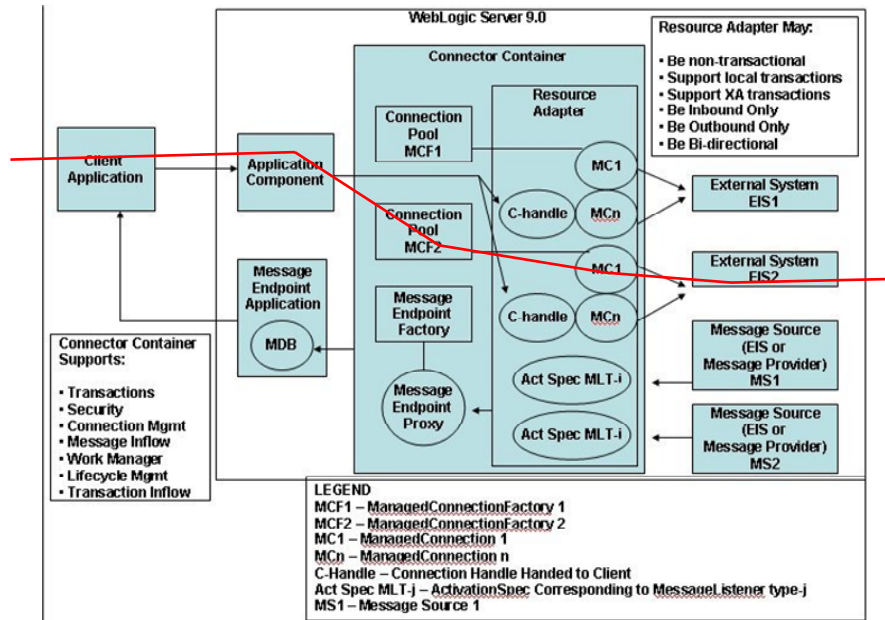 WebLogic Server 9.0
Resource Adapter May:
• Be non-transactional
• Support local transactions
• Support XA transactions
• Be Inbound Only
• Be Outbound Only
• Be Bi-directional
Connector Container
Resource
Adapter
Connection
Pool
MCF1
Client
Application
Application
Component
MC1
C-handle
MCn
External System
EIS1
Connection
Pool
MCF2
MC1
External System
EIS2
Message
Endpoint
Application
MDB
Message
Endpoint
Factory
C-handle
MCn
Message Source
(EIS or
Message Provider)
MS1
Connector Container
Supports:
• Transactions
• Security
• Connection Mgmt
• Message Inflow
• Work Manager
• Lifecycle Mgmt
• Transaction Inflow
Message
Endpoint
Proxy
Act Spec MLT-i
Act Spec MLT-i
Message Source
(EIS or
Message Provider)
MS2
LEGEND
MCF1 – ManagedConnectionFactory 1
MCF2 – ManagedConnectionFactory 2
MC1 – ManagedConnection 1
MCn – ManagedConnection n
C-Handle – Connection Handle Handed to Client
Act Spec MLT-j – ActivationSpec Corresponding to MessageListener type-j
MS1 – Message Source 1